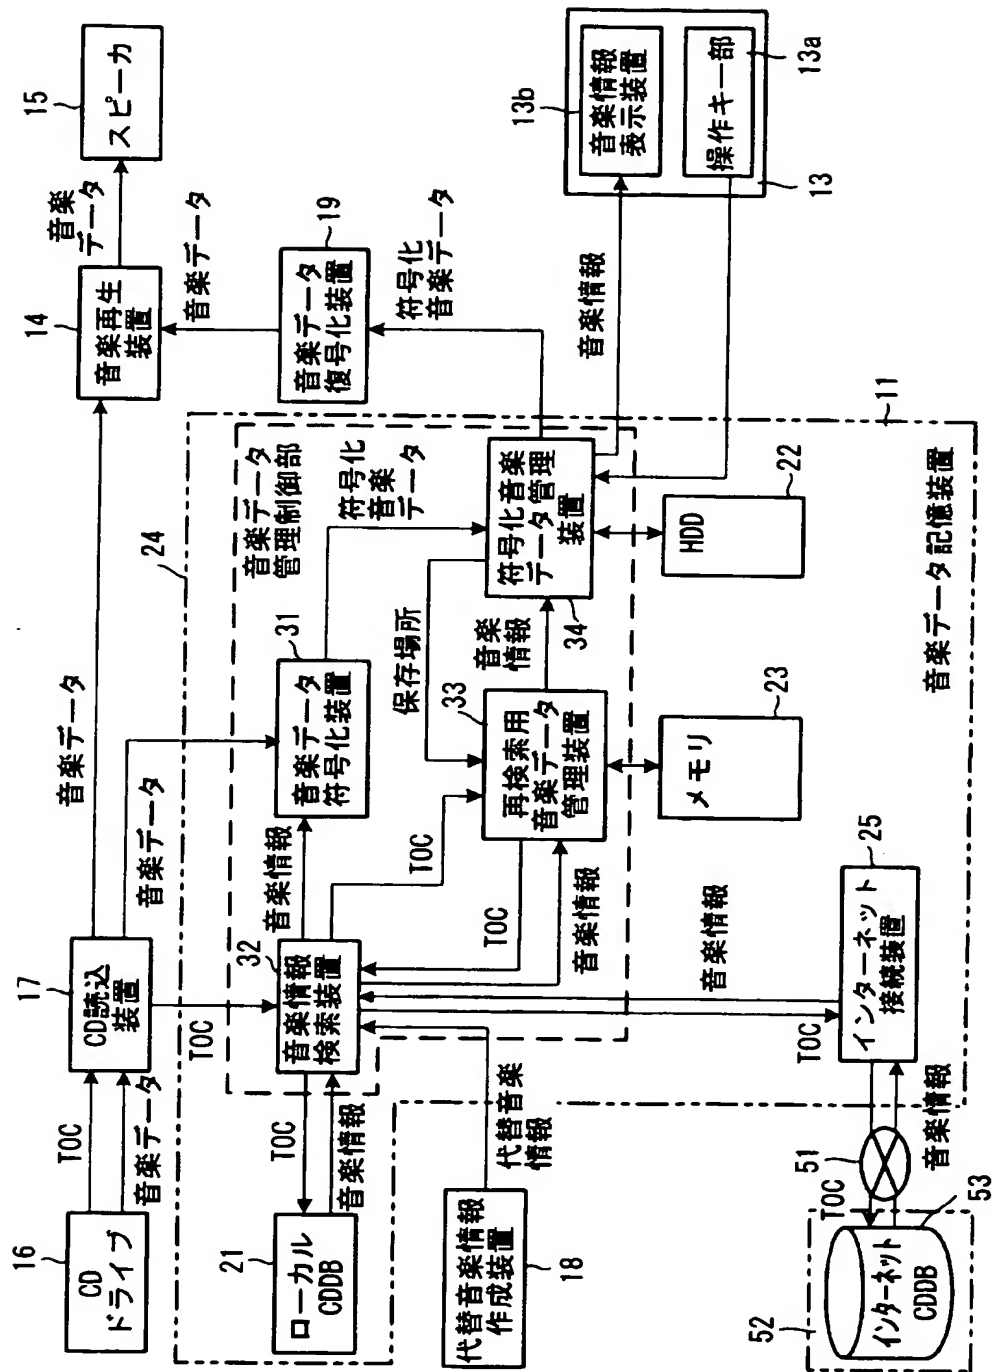 16
CD
ドライブ
TOC
音楽データ
17
CD読込
装置
音楽データ
音楽データ
14
音楽再生
装置
音楽
データ
15
スピーカ
TOC
24
音楽データ
管理制御部
21
ローカル
CDDB
TOC
音楽情報
32
音楽情報
検索装置
音楽情報
31
音楽データ
符号化装置
符号化
音楽
データ
音楽データ
19
音楽データ
復号化装置
符号化
音楽データ
18
代替音楽情報
作成装置
代替音楽
情報
TOC
TOC
音楽情報
33
再検索用
音楽データ
管理装置
保存場所
音楽
情報
34
符号化音楽
データ管理
装置
音楽情報
13b
音楽情報
表示装置
13a
操作キー部
13
23
メモリ
22
HDD
11
音楽データ記憶装置
TOC
音楽情報
25
インターネット
接続装置
51
TOC
音楽情報
52
53
インターネット
CDDB